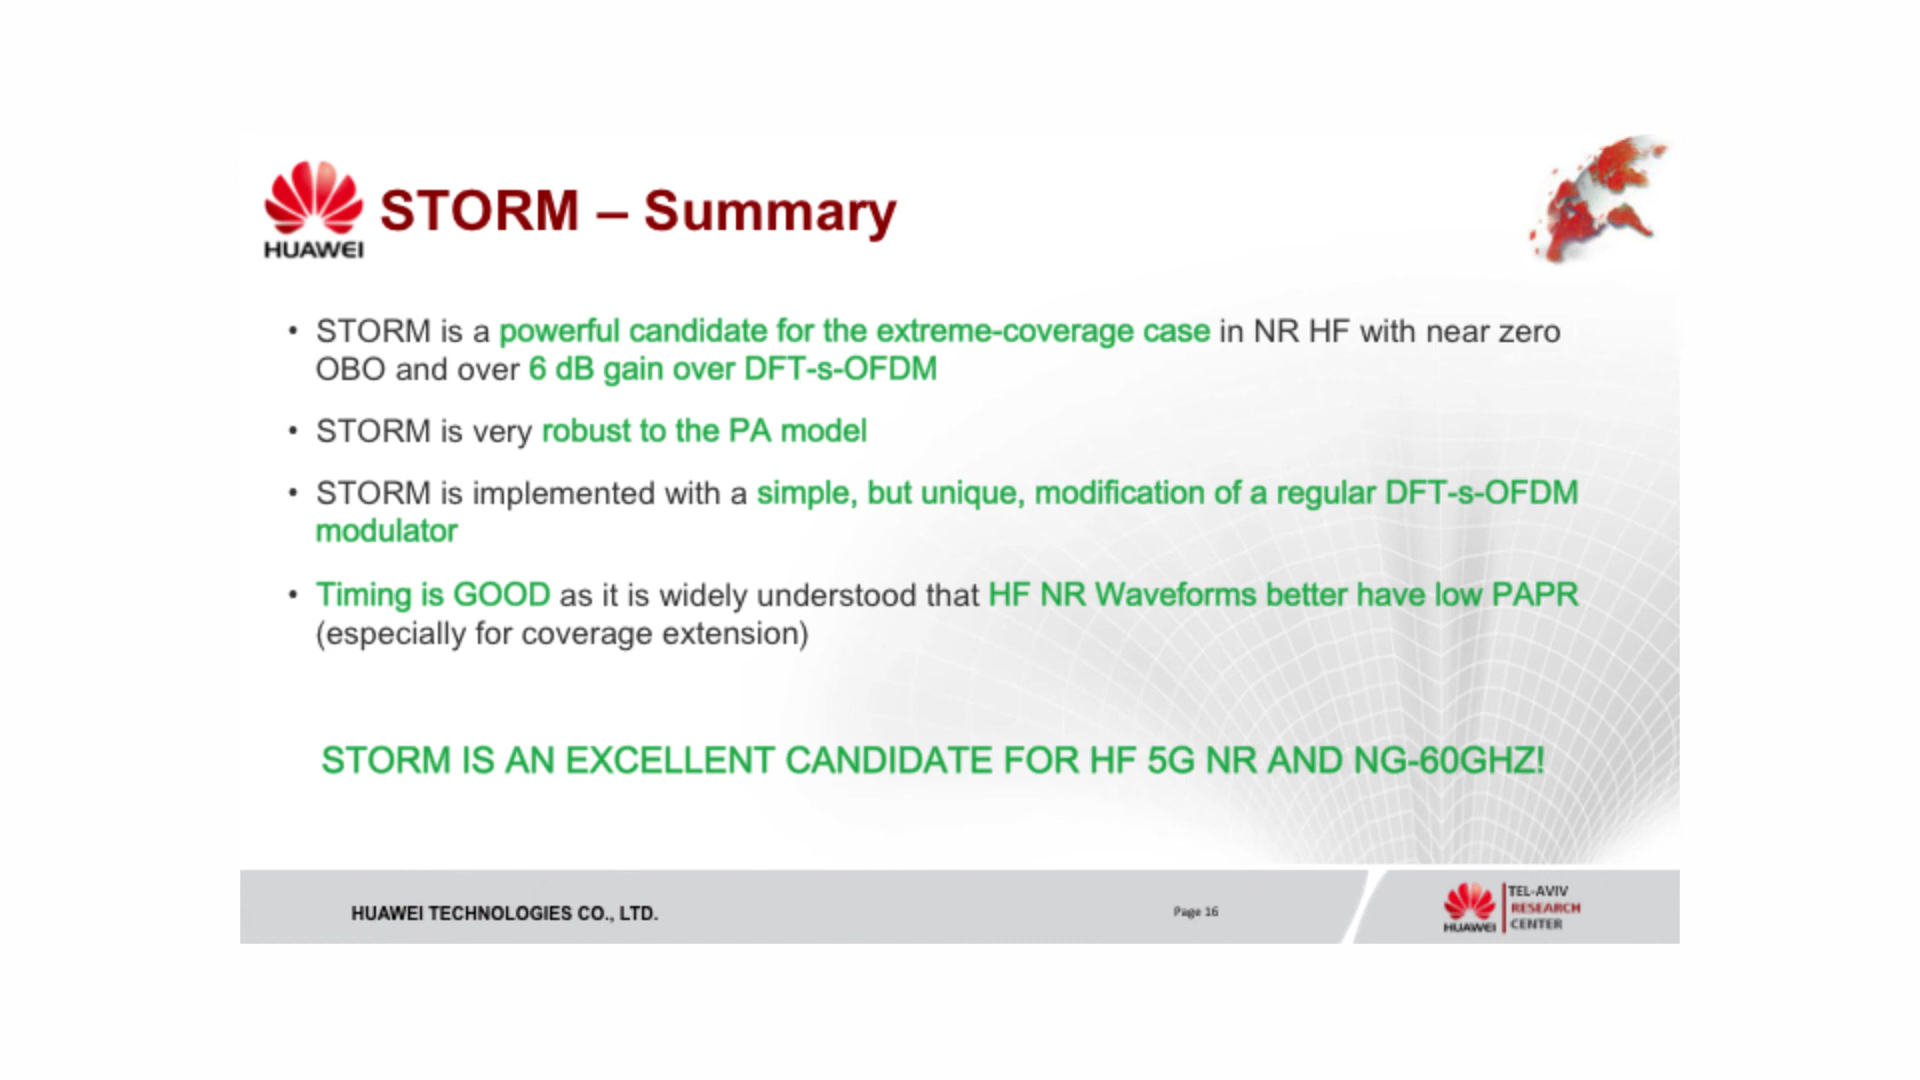 HUAWEI
STORM – Summary
• STORM is a powerful candidate for the extreme-coverage case in NR HF with near zero
OBO and over 6 dB gain over DFT-s-OFDM
• STORM is very robust to the PA model
• STORM is implemented with a simple, but unique, modification of a regular DFT-s-OFDM
modulator
• Timing is GOOD as it is widely understood that HF NR Waveforms better have low PAPR
(especially for coverage extension)
STORM IS AN EXCELLENT CANDIDATE FOR HF 5G NR AND NG-60GHZ!
HUAWEI TECHNOLOGIES CO., LTD.
Page 16
HUAWEI
TEL-AVIV
RESEARCH
CENTER